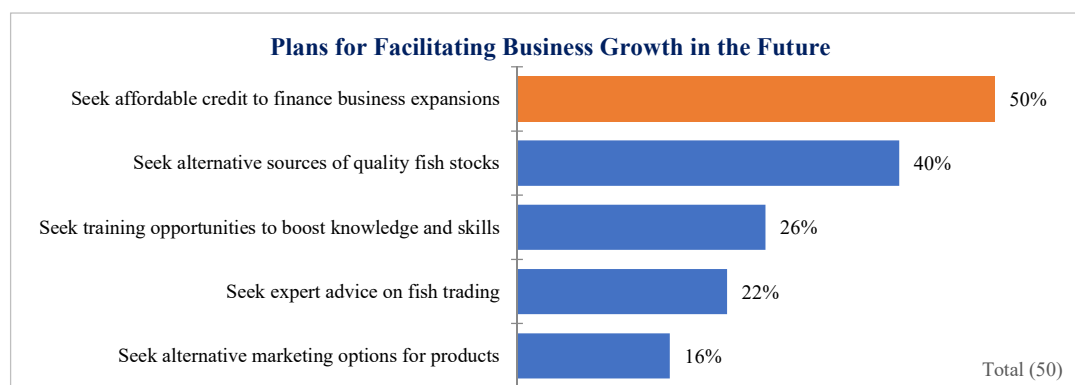 Plans for Facilitating Business Growth in the Future
Seek affordable credit to finance business expansions 50%
Seek alternative sources of quality fish stocks 40%
Seek training opportunities to boost knowledge and skills 26%
Seek expert advice on fish trading 22%
Seek alternative marketing options for products 16%
Total (50)